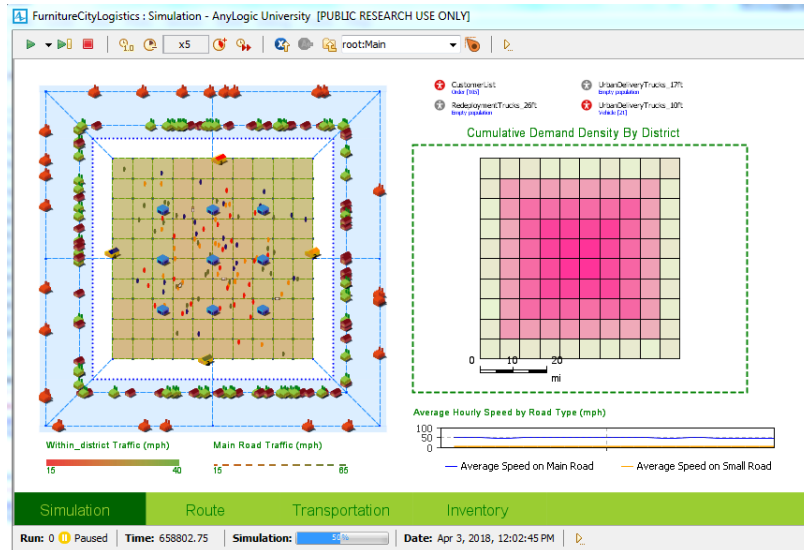 FurnitureCityLogistics : Simulation - AnyLogic University [PUBLIC RESEARCH USE ONLY]
x5
root:Main
CustomerList
UrbanDeliveryTrucks_17ft
Empty population
RedeploymentTrucks_26ft
Empty population
UrbanDeliveryTrucks_10ft
Vehicle [21]
Cumulative Demand Density By District
0 10 20
mi
Average Hourly Speed by Road Type (mph)
100
50
0
Within_district Traffic (mph)
Main Road Traffic (mph)
15 40
15 65
Average Speed on Main Road
Average Speed on Small Road
Simulation Route Transportation Inventory
Run: 0 Paused Time: 658802.75 Simulation: 50% Date: Apr 3, 2018, 12:02:45 PM